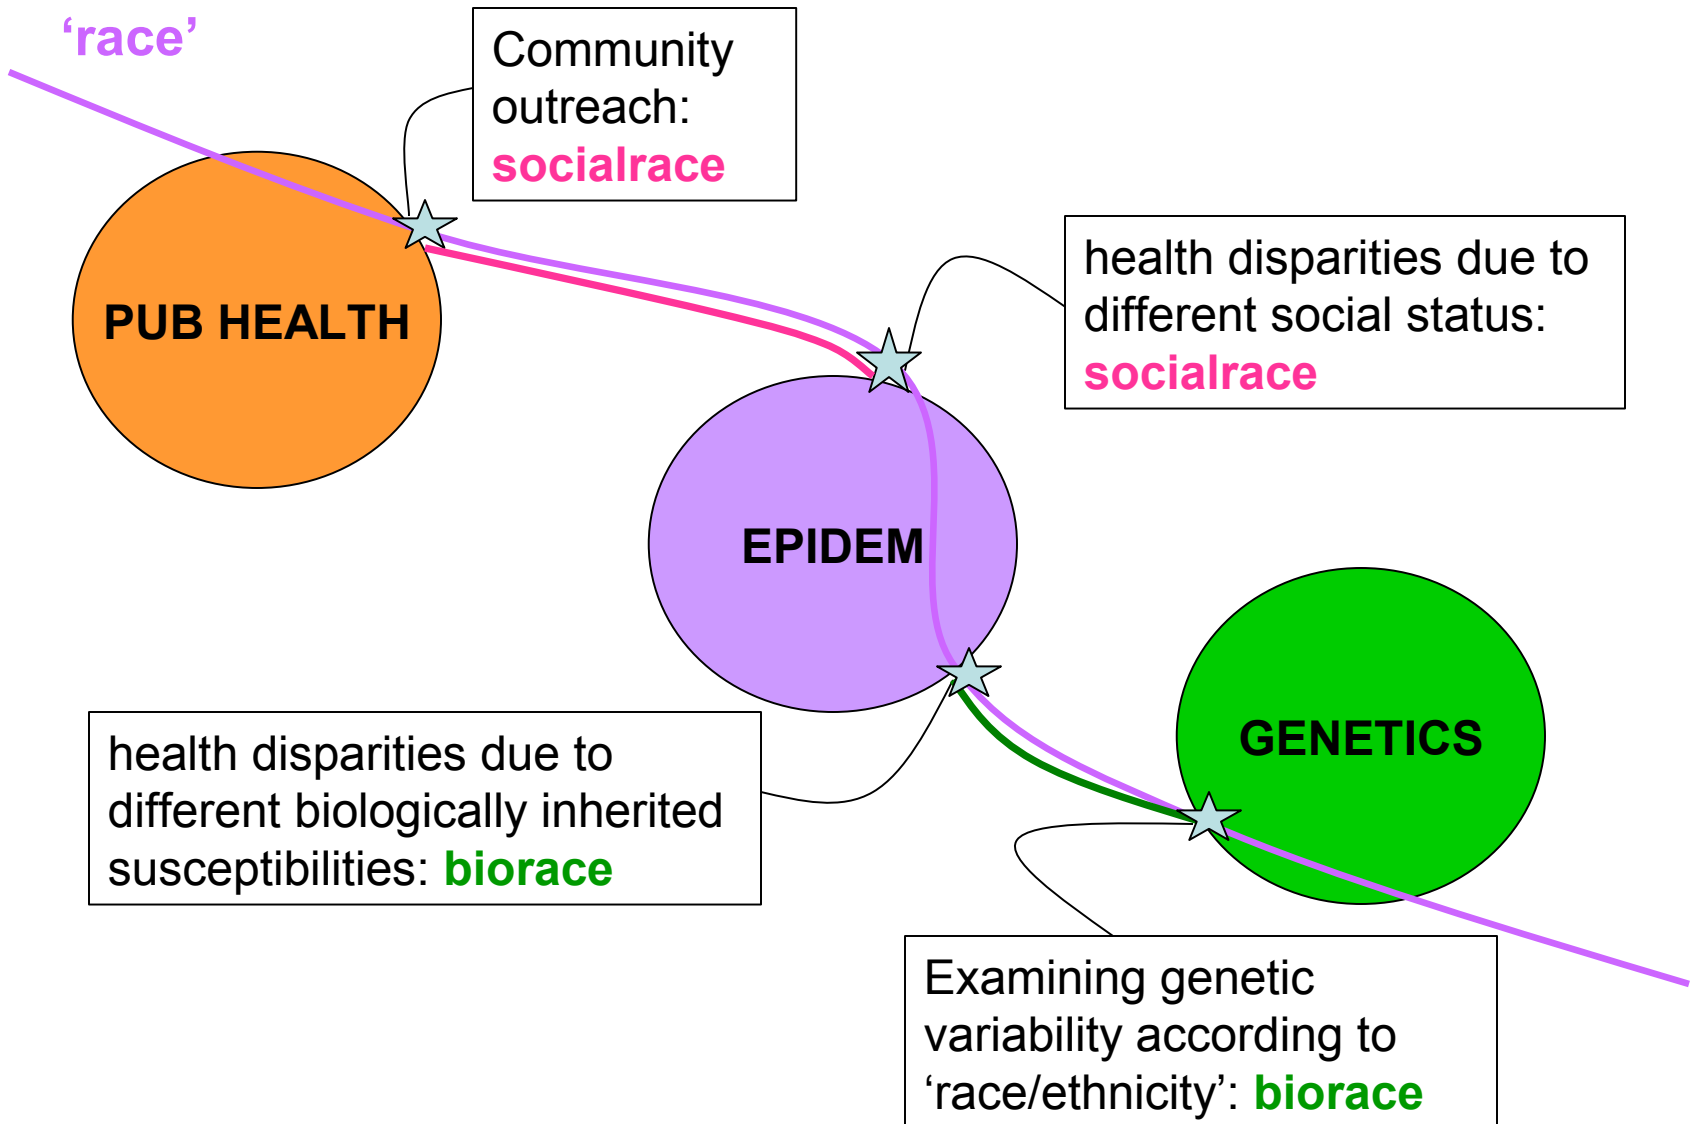 ‘race’
Community
outreach:
socialrace
PUB HEALTH
health disparities due to
different social status:
socialrace
EPIDEM
GENETICS
health disparities due to
different biologically inherited
susceptibilities: biorace
Examining genetic
variability according to
‘race/ethnicity’: biorace